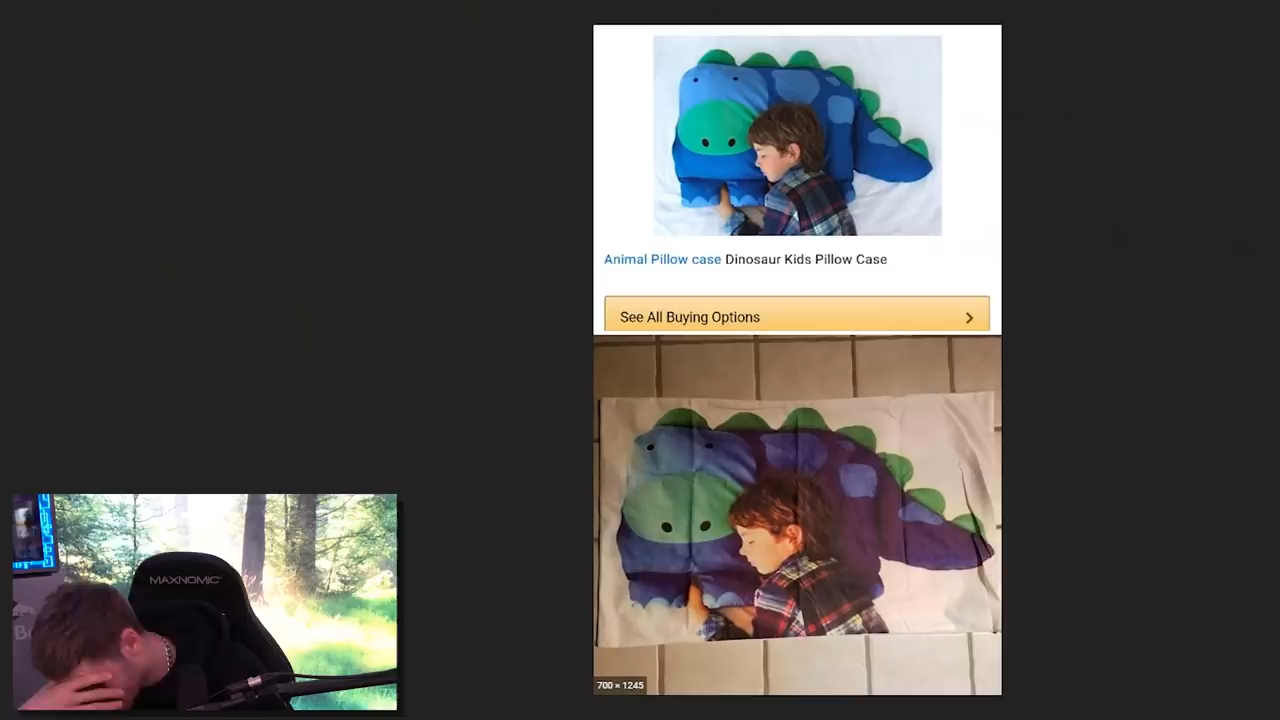 Animal Pillow case Dinosaur Kids Pillow Case
See All Buying Options
700 × 1245
MAXNOMIC